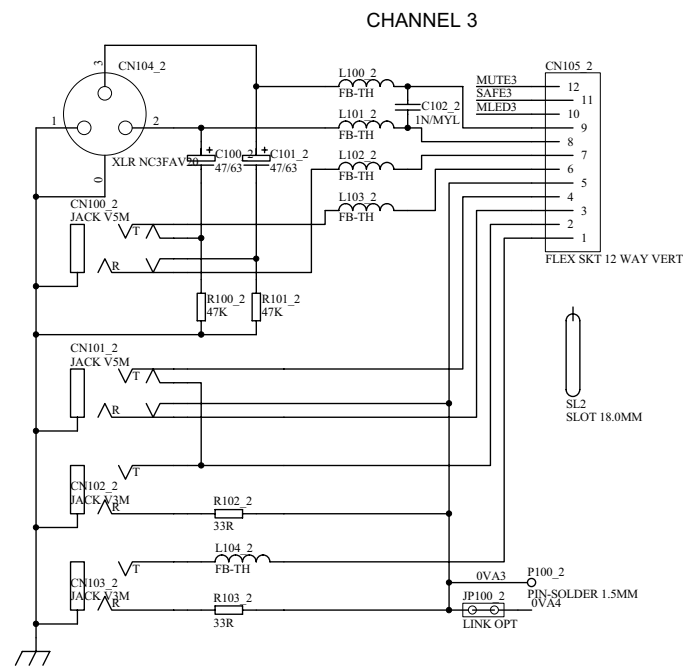 CHANNEL 3
CN104_2
3
1
2
0
XLR NC3FAV20
L100_2
FB-TH
L101_2
FB-TH
C102_2
1N/MYL
L102_2
FB-TH
L103_2
FB-TH
+
C100_2
47/63
+
C101_2
47/63
CN105_2
MUTE3
SAFE3
MLED3
12
11
10
9
8
7
6
5
4
3
2
1
FLEX SKT 12 WAY VERT
CN100_2
JACK V5M
T
R
R100_2
47K
R101_2
47K
CN101_2
JACK V5M
T
R
SL2
SLOT 18.0MM
T
CN102_2
JACK V3M
R
R102_2
33R
L104_2
FB-TH
T
CN103_2
JACK V3M
R
R103_2
33R
0VA3
P100_2
PIN-SOLDER 1.5MM
JP100_2
0VA4
LINK OPT